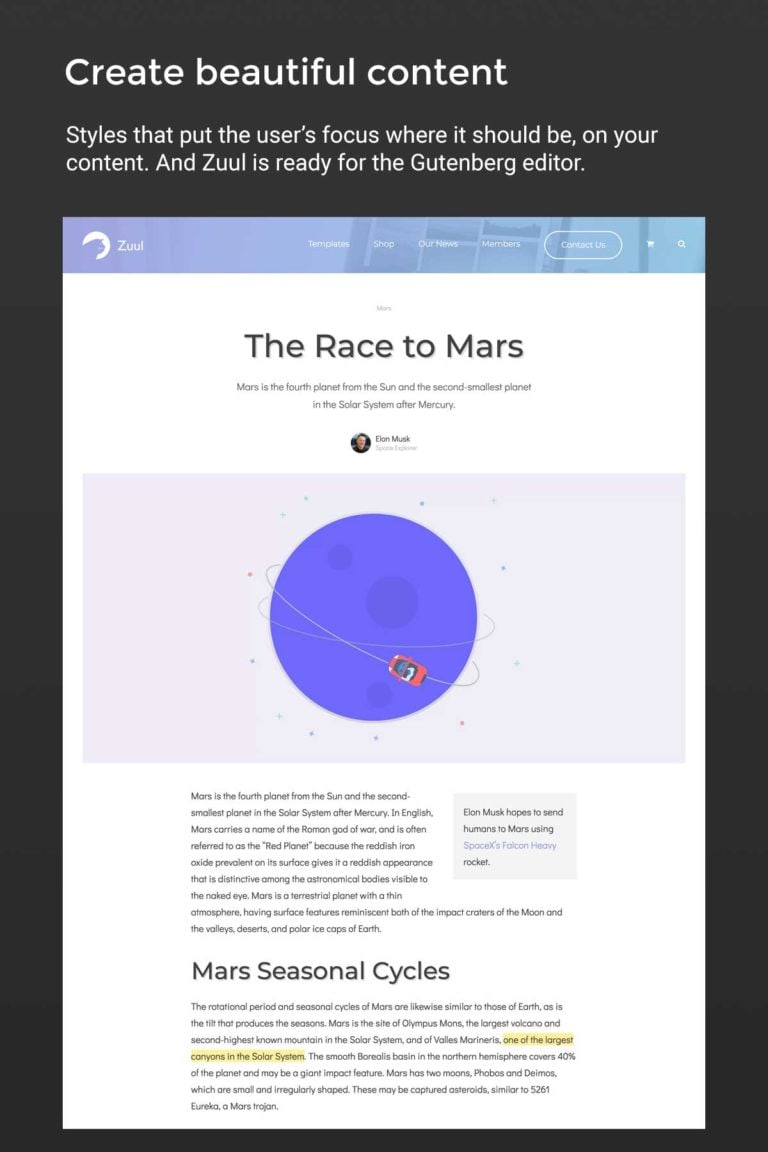 Create beautiful content
Styles that put the user's focus where it should be, on your
content. And Zuul is ready for the Gutenberg editor.
Zuul
Templates
Shop
Our News
Members
Contact Us
Mars
The Race to Mars
Mars is the fourth planet from the Sun and the second-smallest planet
in the Solar System after Mercury.
Elon Musk
Space Explorer
Mars is the fourth planet from the Sun and the second-
smallest planet in the Solar System after Mercury. In English,
Mars carries a name of the Roman god of war, and is often
referred to as the "Red Planet" because the reddish iron
oxide prevalent on its surface gives it a reddish appearance
that is distinctive among the astronomical bodies visible to
the naked eye. Mars is a terrestrial planet with a thin
atmosphere, having surface features reminiscent both of the impact craters of the Moon and
the valleys, deserts, and polar ice caps of Earth.
Elon Musk hopes to send
humans to Mars using
SpaceX's Falcon Heavy
rocket.
Mars Seasonal Cycles
The rotational period and seasonal cycles of Mars are likewise similar to those of Earth, as is
the tilt that produces the seasons. Mars is the site of Olympus Mons, the largest volcano and
second-highest known mountain in the Solar System, and of Valles Marineris, one of the largest
canyons in the Solar System. The smooth Borealis basin in the northern hemisphere covers 40%
of the planet and may be a giant impact feature. Mars has two moons, Phobos and Deimos,
which are small and irregularly shaped. These may be captured asteroids, similar to 5261
Eureka, a Mars trojan.